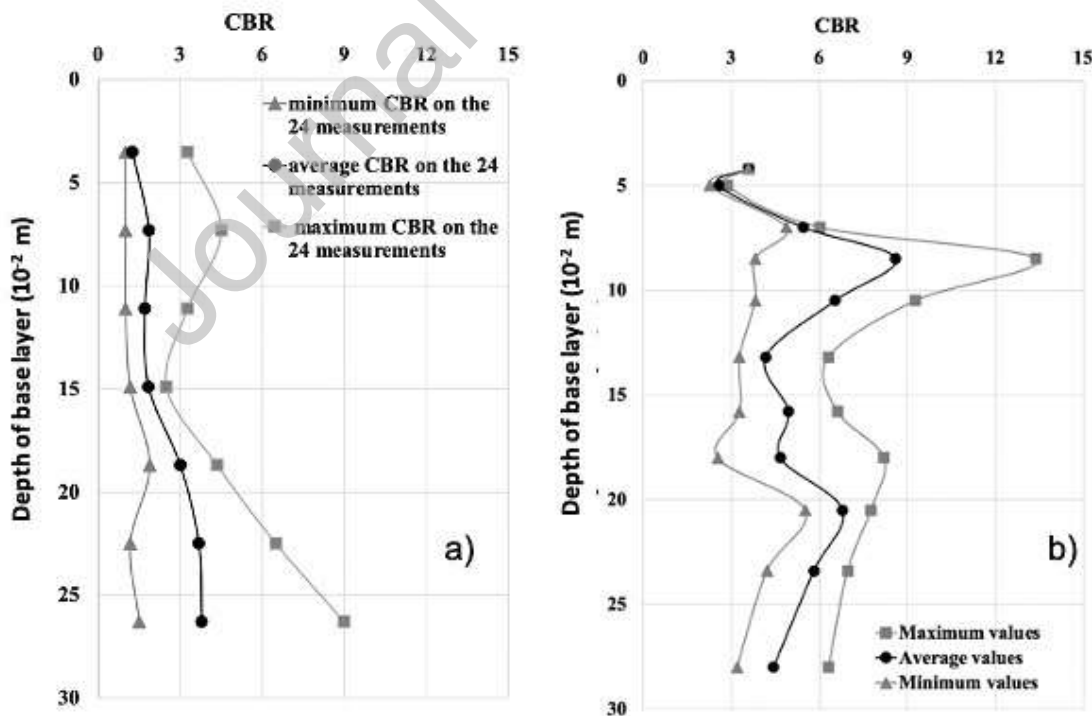 CBR
0 3 6 9 12 15
0
5
10
15
20
25
30
Depth of base layer (10⁻² m)
minimum CBR on the
24 measurements
average CBR on the 24
measurements
maximum CBR on the
24 measurements
a)
Journal
CBR
0 3 6 9 12 15
0
5
10
15
20
25
30
Depth of base layer (10⁻² m)
b)
Maximum values
Average values
Minimum values